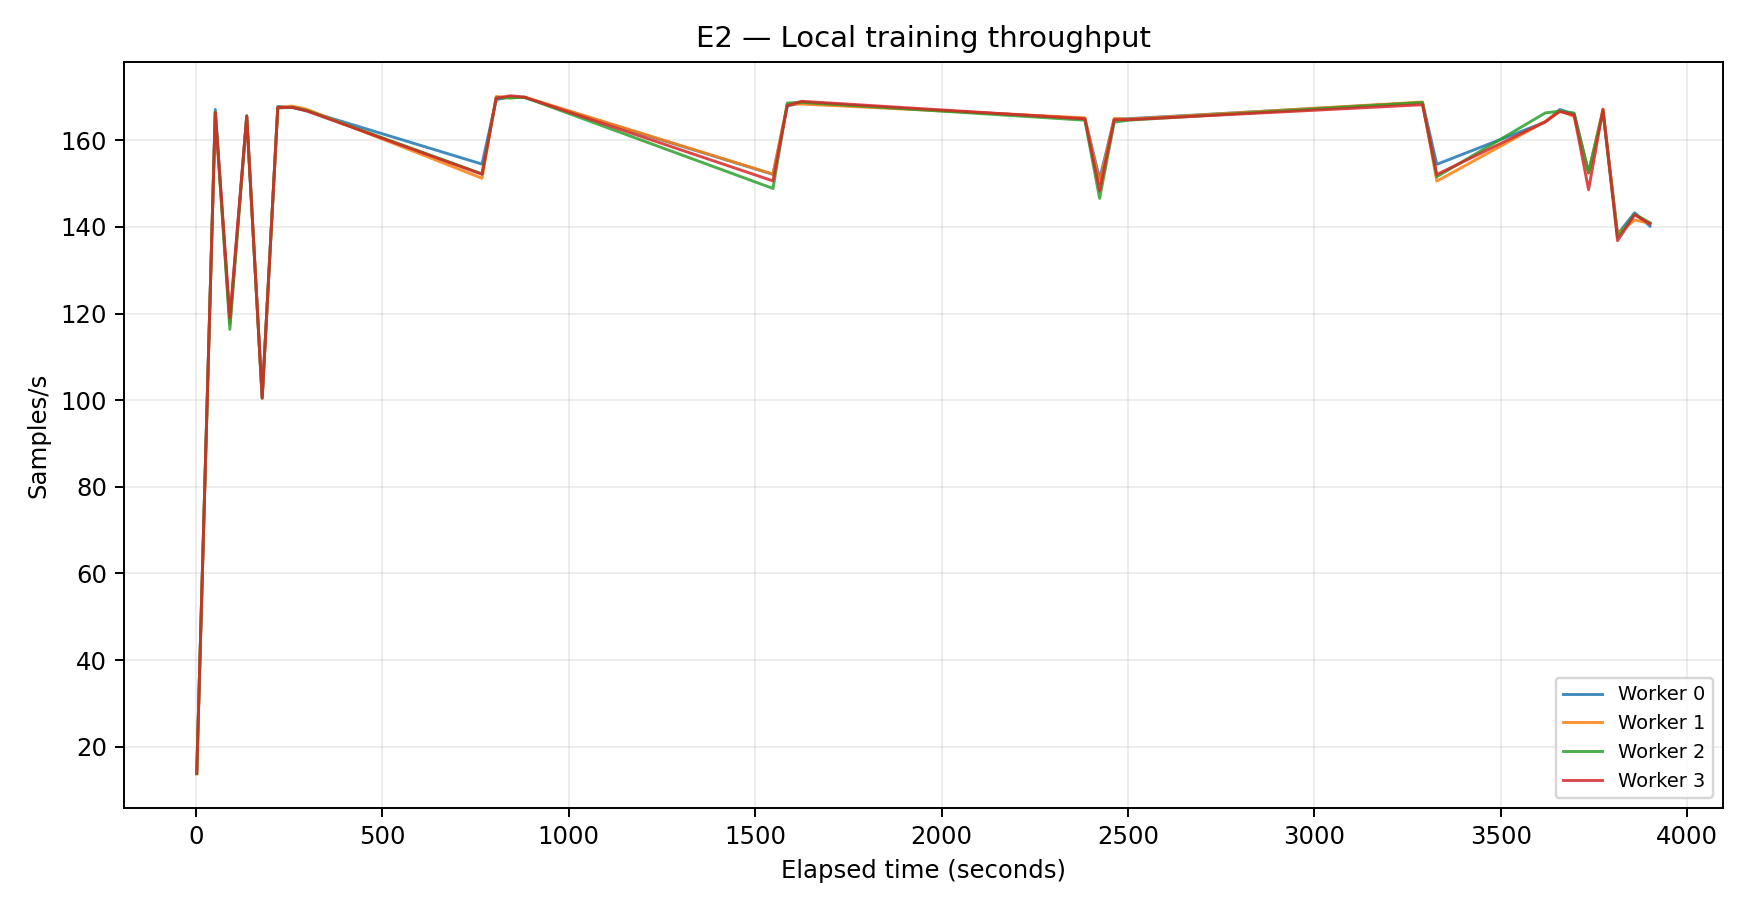 E2 — Local training throughput
Samples/s
160
140
120
100
80
60
40
20
0
500
1000
1500
2000
2500
3000
3500
4000
Elapsed time (seconds)
Worker 0
Worker 1
Worker 2
Worker 3